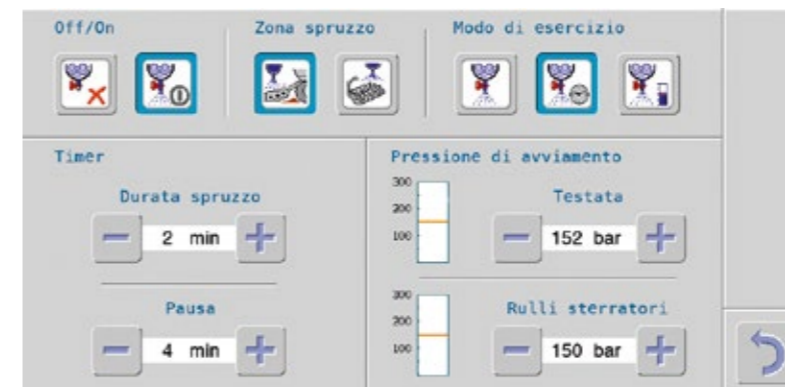 Off/On
Zona spruzzo
Modo di esercizio
Timer
Durata spruzzo
2 min
Pausa
4 min
Pressione di avviamento
300
200
100
Testata
152 bar
300
200
100
Rulli sterratori
150 bar